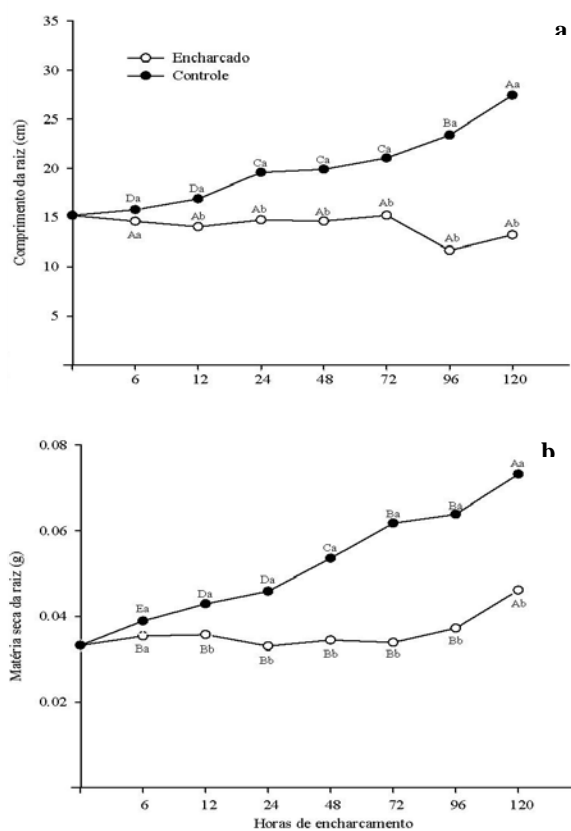 a
35
30
25
20
15
10
5
Comprimento da raiz (cm)
Encharcado
Controle
Da Da Ca Ca Ca Ba Aa
Aa Ab Ab Ab Ab Ab Ab
6 12 24 48 72 96 120
b
0.08
0.06
0.04
0.02
Matéria seca da raiz (g)
Ea Da Da Ca Ba Ba Aa
Ba Bb Bb Bb Bb Bb Ab
6 12 24 48 72 96 120
Horas de encharcamento